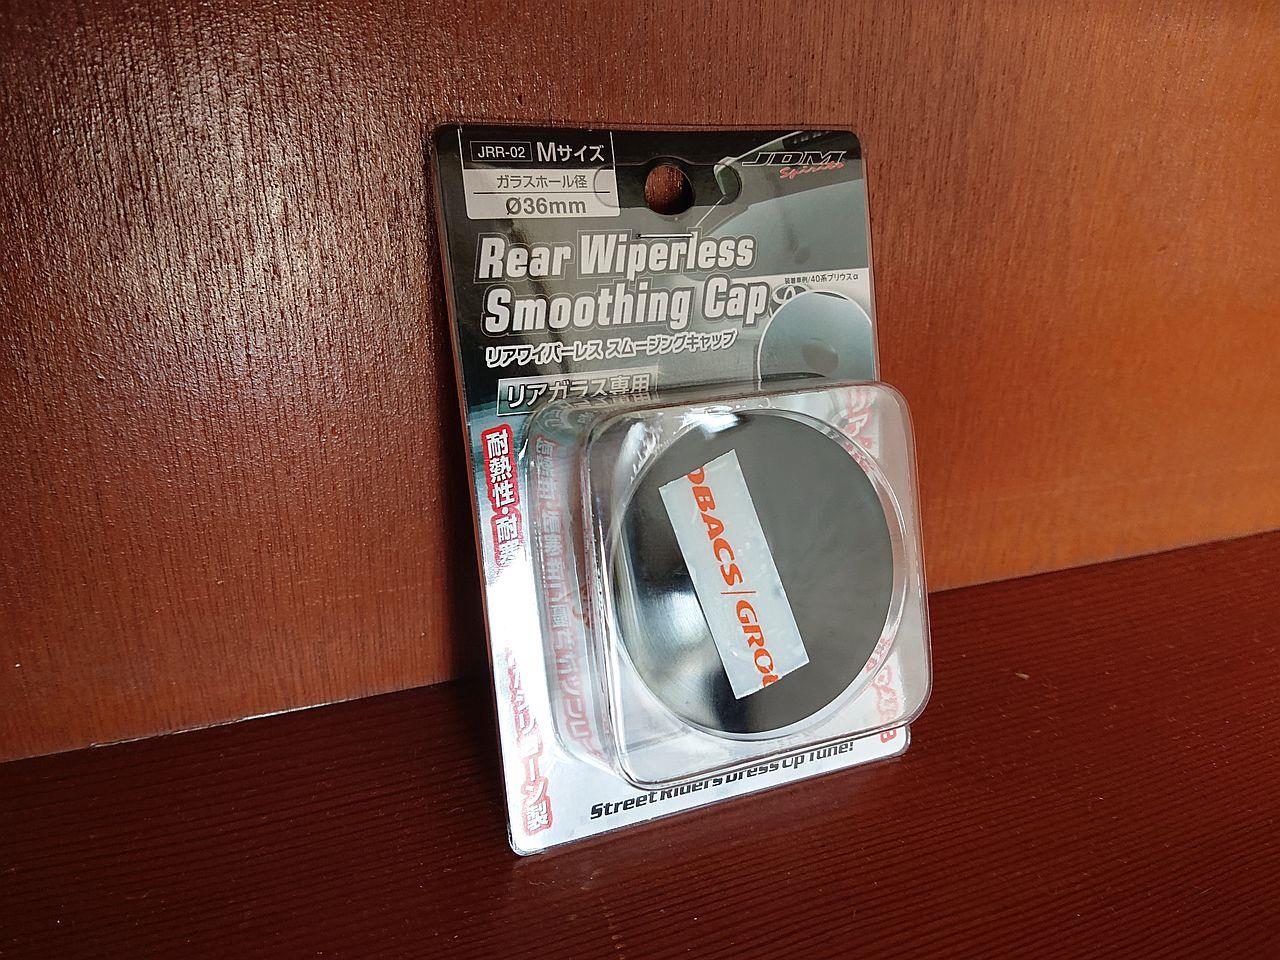 JRR-02 Mサイズ
ガラスホール径
Ø36mm
JDM
Spirits
Rear Wiperless
Smoothing Cap
リアワイパーレス スムージングキャップ
装着車例/40系プリウスα
リアガラス専用
耐熱性・耐
OBACS/GROU
Street Riders Dress Up Tune!